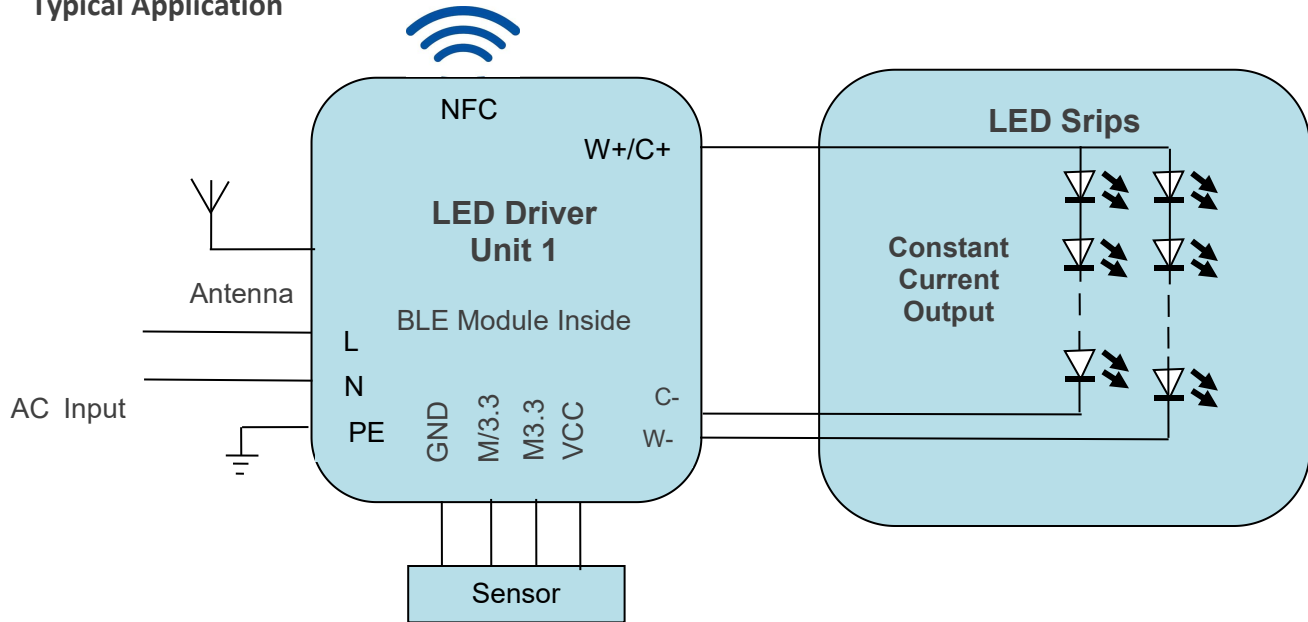 Typical Application
NFC
W+/C+
LED Srips
LED Driver
Unit 1
Constant
Current
Output
Antenna
BLE Module Inside
L
N
AC Input
PE
GND
M/3.3
M3.3
VCC
C-
W-
Sensor